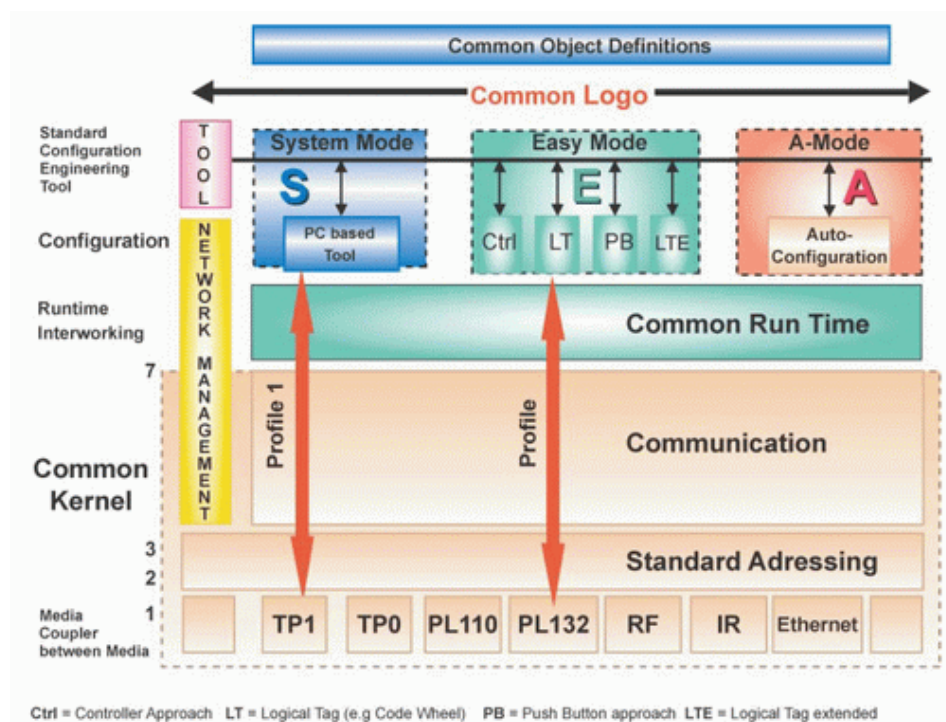 Common Object Definitions
Common Logo
Standard
Configuration
Engineering
Tool
TOOL
System Mode
S
PC based
Tool
Easy Mode
E
Ctrl
LT
PB
LTE
A-Mode
A
Auto-
Configuration
Configuration
NETWORK MANAGEMENT
Runtime
Interworking
Common Run Time
7
Profile 1
Profile
Communication
Common
Kernel
3
Standard Adressing
2
Media
Coupler
between Media
1
TP1
TP0
PL110
PL132
RF
IR
Ethernet
Ctrl = Controller Approach LT = Logical Tag (e.g Code Wheel) PB = Push Button approach LTE = Logical Tag extended